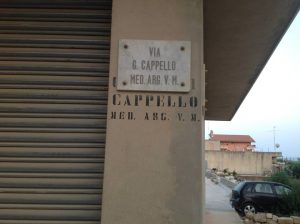 VIA
G. CAPPELLO
MED. ARG. V. M.
CAPPELLO
MED. ARG. V. M.